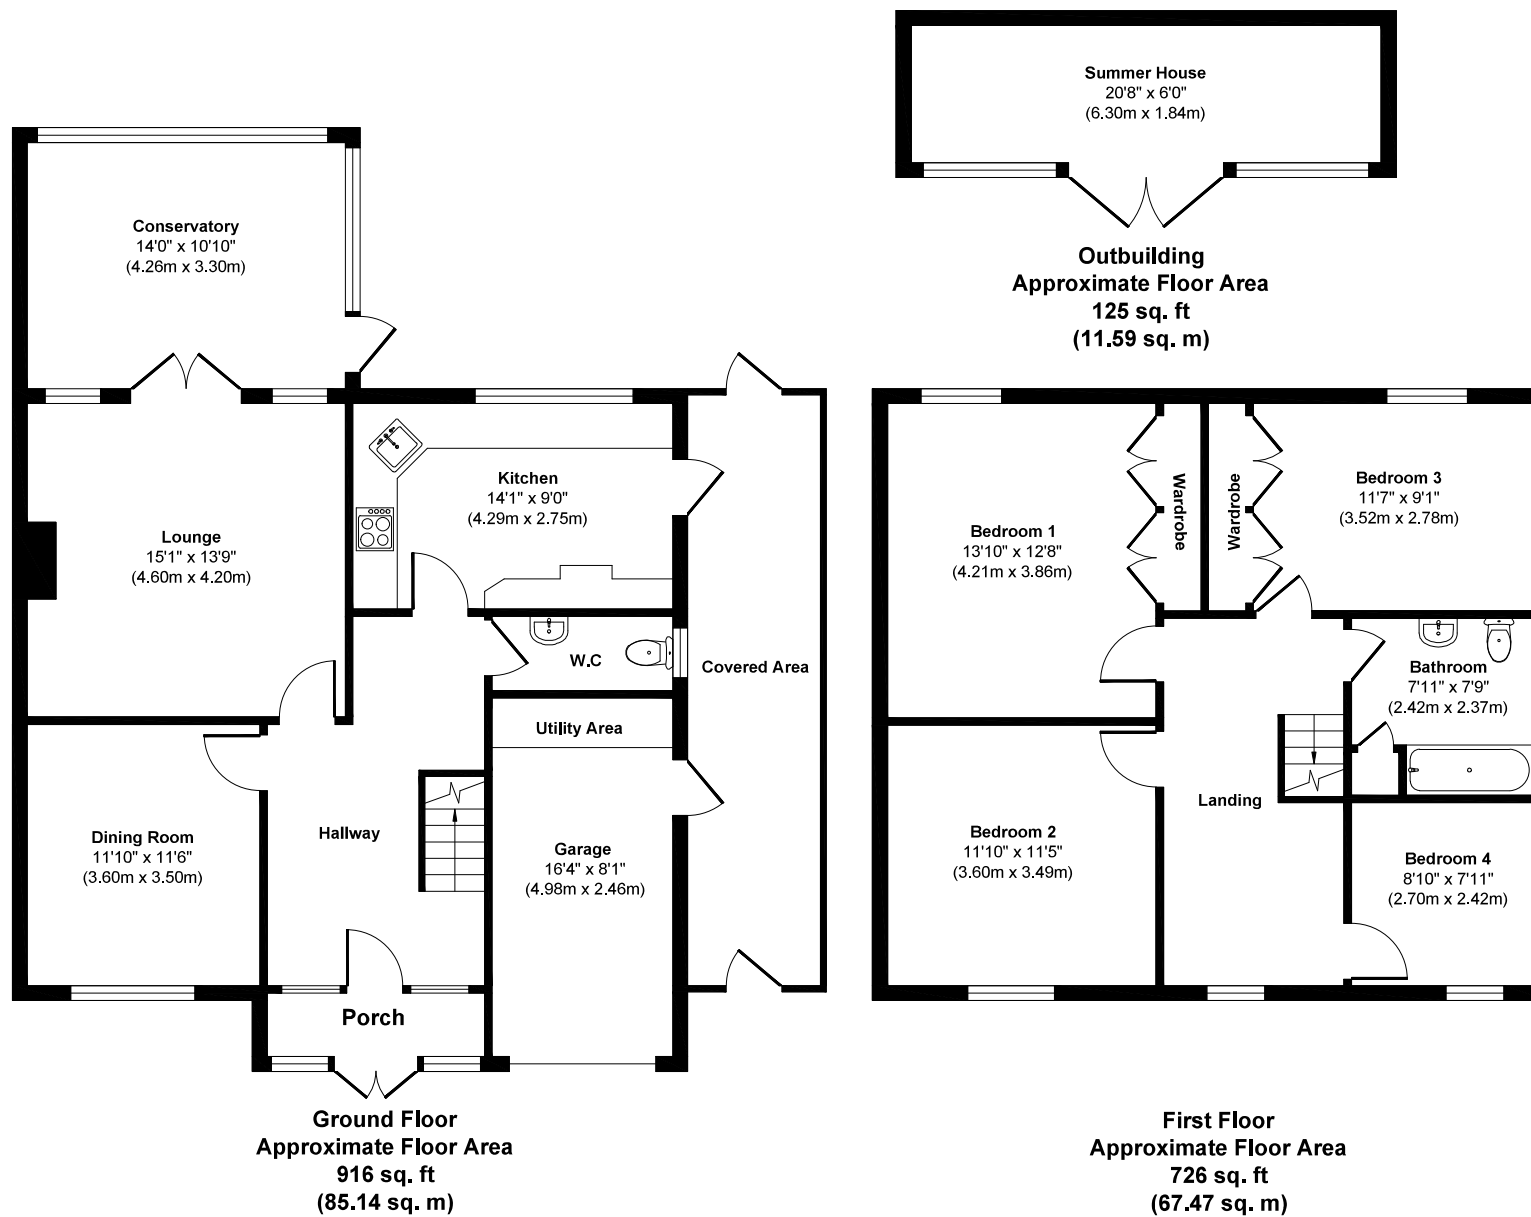 Summer House
20'8" x 6'0"
(6.30m x 1.84m)
Outbuilding
Approximate Floor Area
125 sq. ft
(11.59 sq. m)
Conservatory
14'0" x 10'10"
(4.26m x 3.30m)
Kitchen
14'1" x 9'0"
(4.29m x 2.75m)
Lounge
15'1" x 13'9"
(4.60m x 4.20m)
W.C
Covered Area
Utility Area
Dining Room
11'10" x 11'6"
(3.60m x 3.50m)
Hallway
Garage
16'4" x 8'1"
(4.98m x 2.46m)
Porch
Ground Floor
Approximate Floor Area
916 sq. ft
(85.14 sq. m)
Bedroom 1
13'10" x 12'8"
(4.21m x 3.86m)
Wardrobe
Wardrobe
Bedroom 3
11'7" x 9'1"
(3.52m x 2.78m)
Bathroom
7'11" x 7'9"
(2.42m x 2.37m)
Landing
Bedroom 2
11'10" x 11'5"
(3.60m x 3.49m)
Bedroom 4
8'10" x 7'11"
(2.70m x 2.42m)
First Floor
Approximate Floor Area
726 sq. ft
(67.47 sq. m)